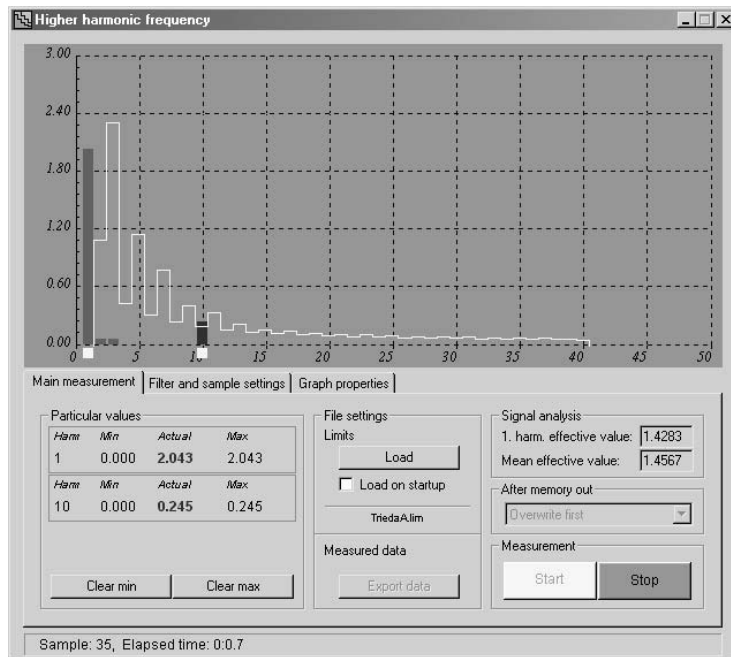 Higher harmonic frequency
3.00
2.40
1.80
1.20
0.60
0.00
0 5 10 15 20 25 30 35 40 45 50
Main measurement Filter and sample settings Graph properties
Particular values
Harm Min Actual Max
1 0.000 2.043 2.043
Harm Min Actual Max
10 0.000 0.245 0.245
Clear min Clear max
File settings
Limits
Load
Load on startup
TriedaA.lim
Measured data
Export data
Signal analysis
1. harm. effective value: 1.4283
Mean effective value: 1.4567
After memory out
Overwrite first
Measurement
Start Stop
Sample: 35, Elapsed time: 0:0.7